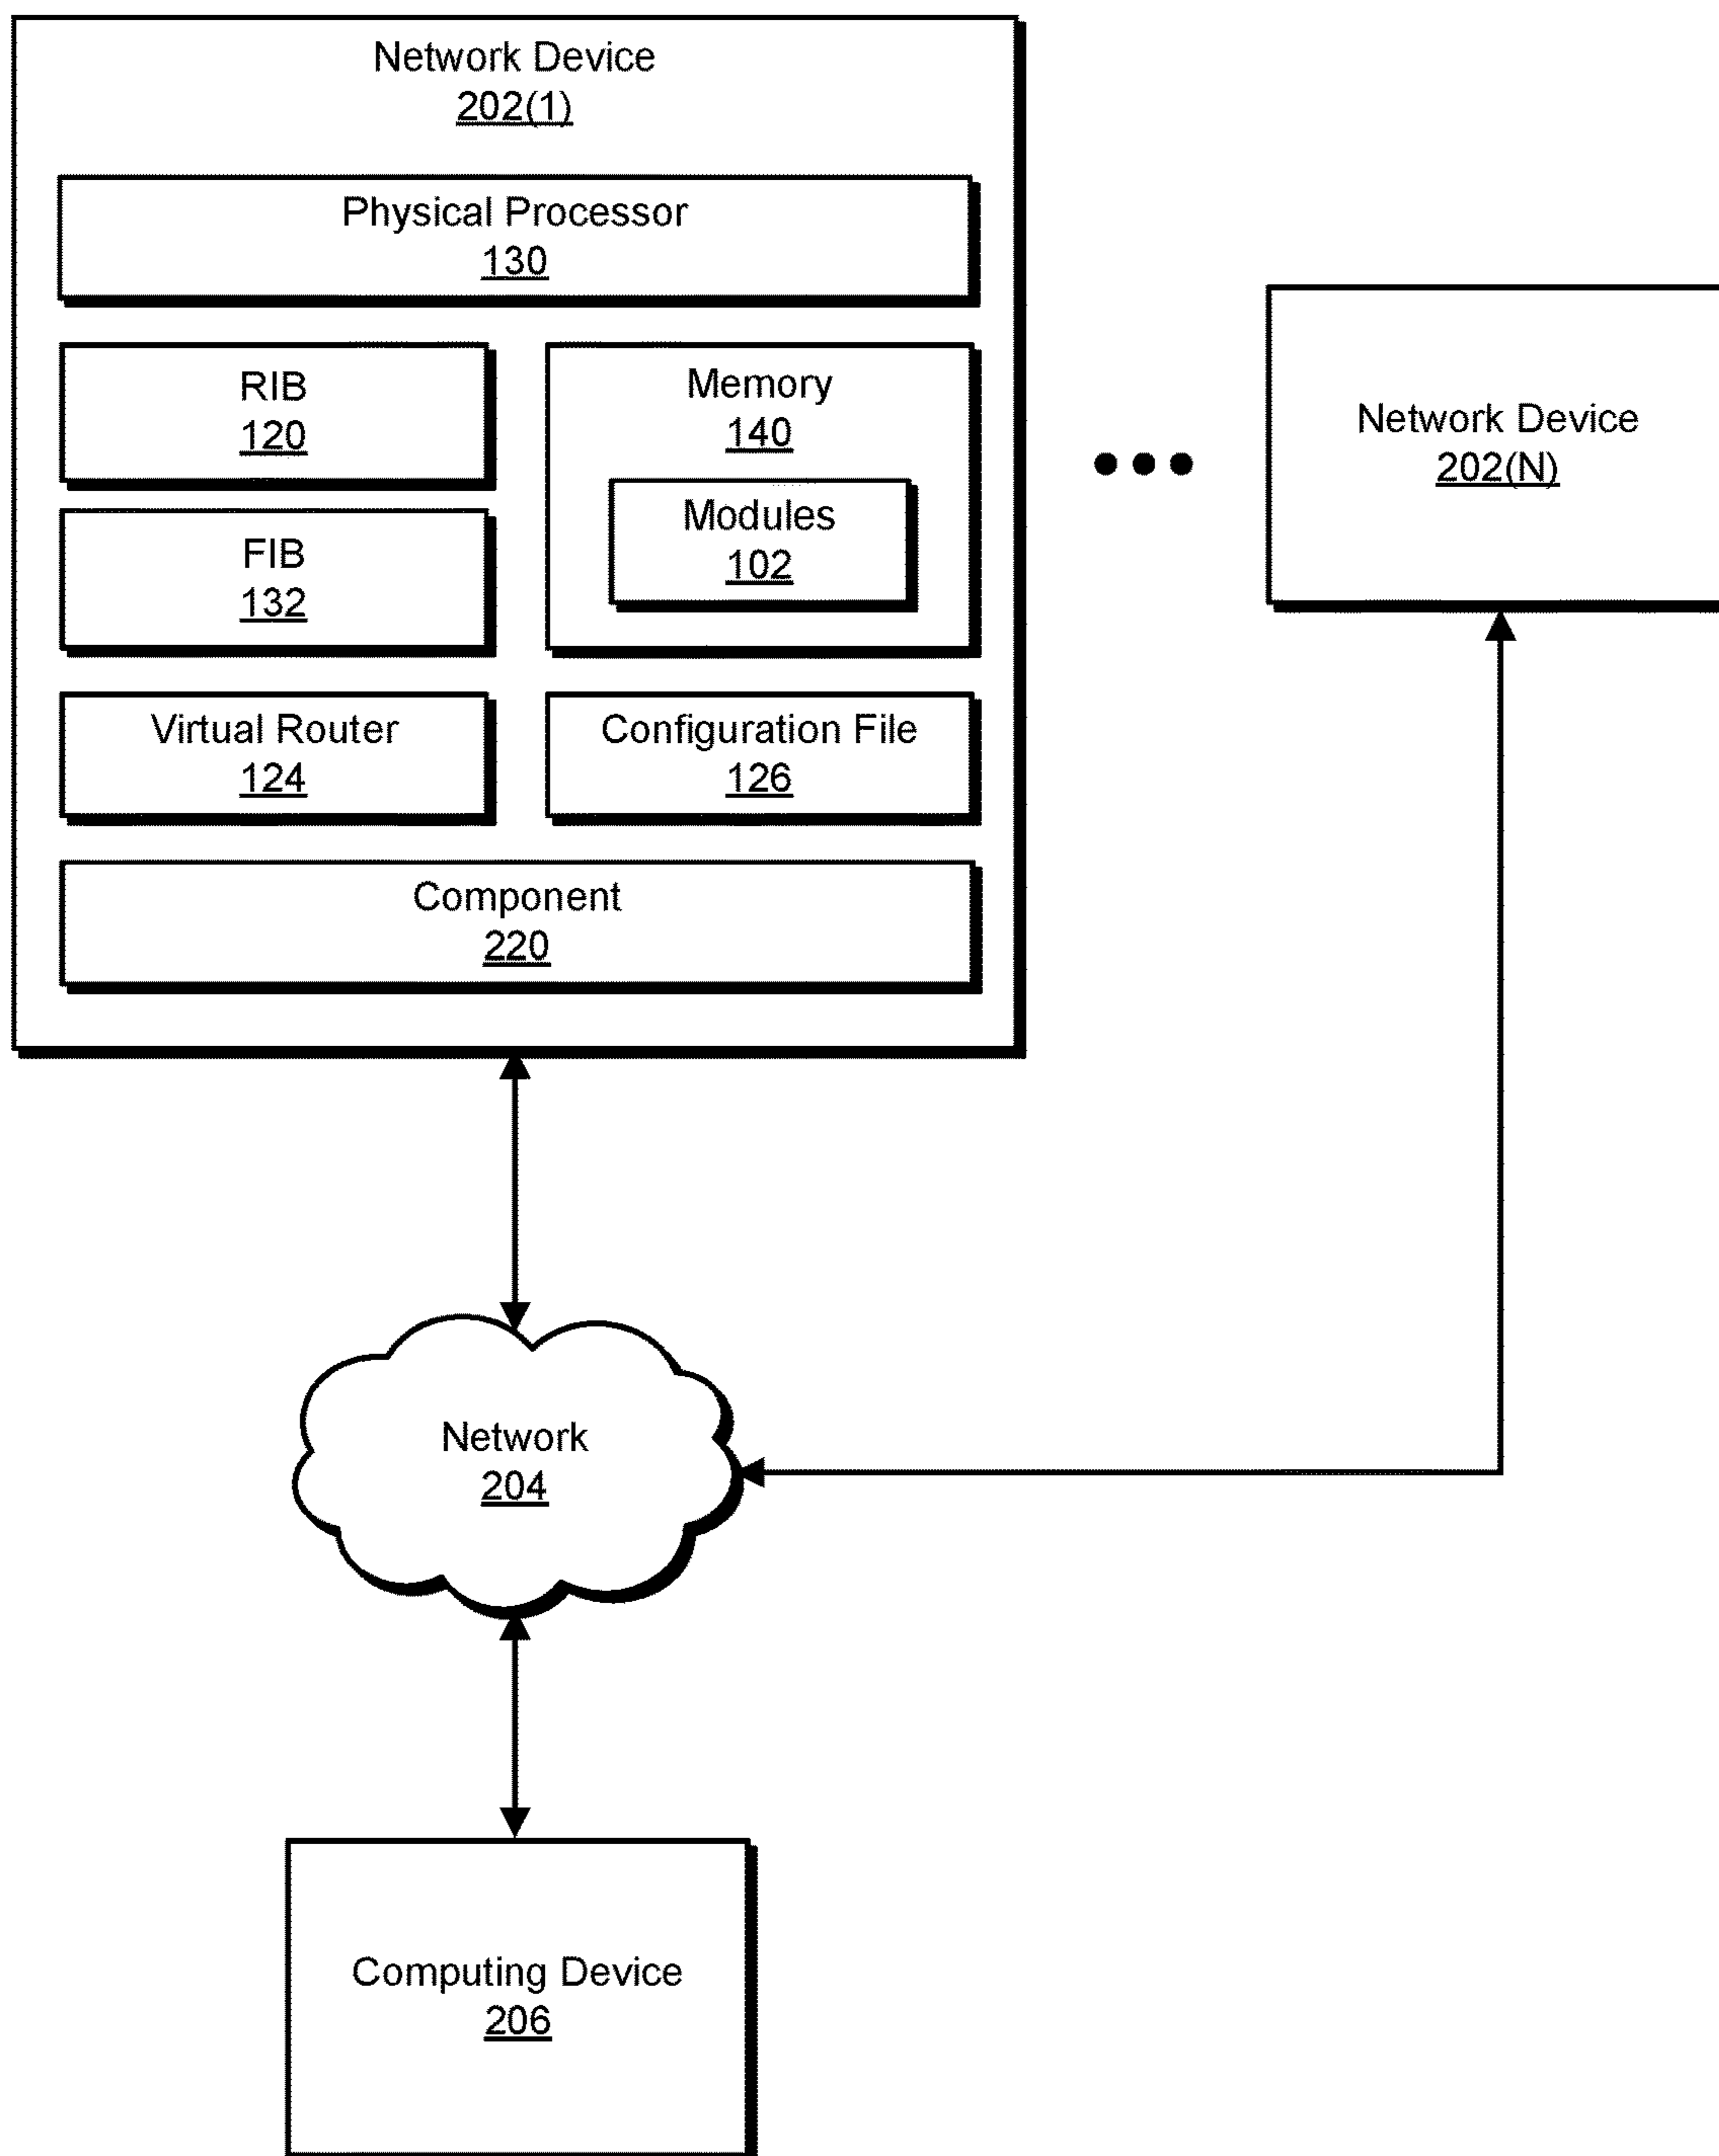 Network Device
202(1)
Physical Processor
130
RIB
120
Memory
140
Modules
102
FIB
132
Virtual Router
124
Configuration File
126
Component
220
Network Device
202(N)
Network
204
Computing Device
206